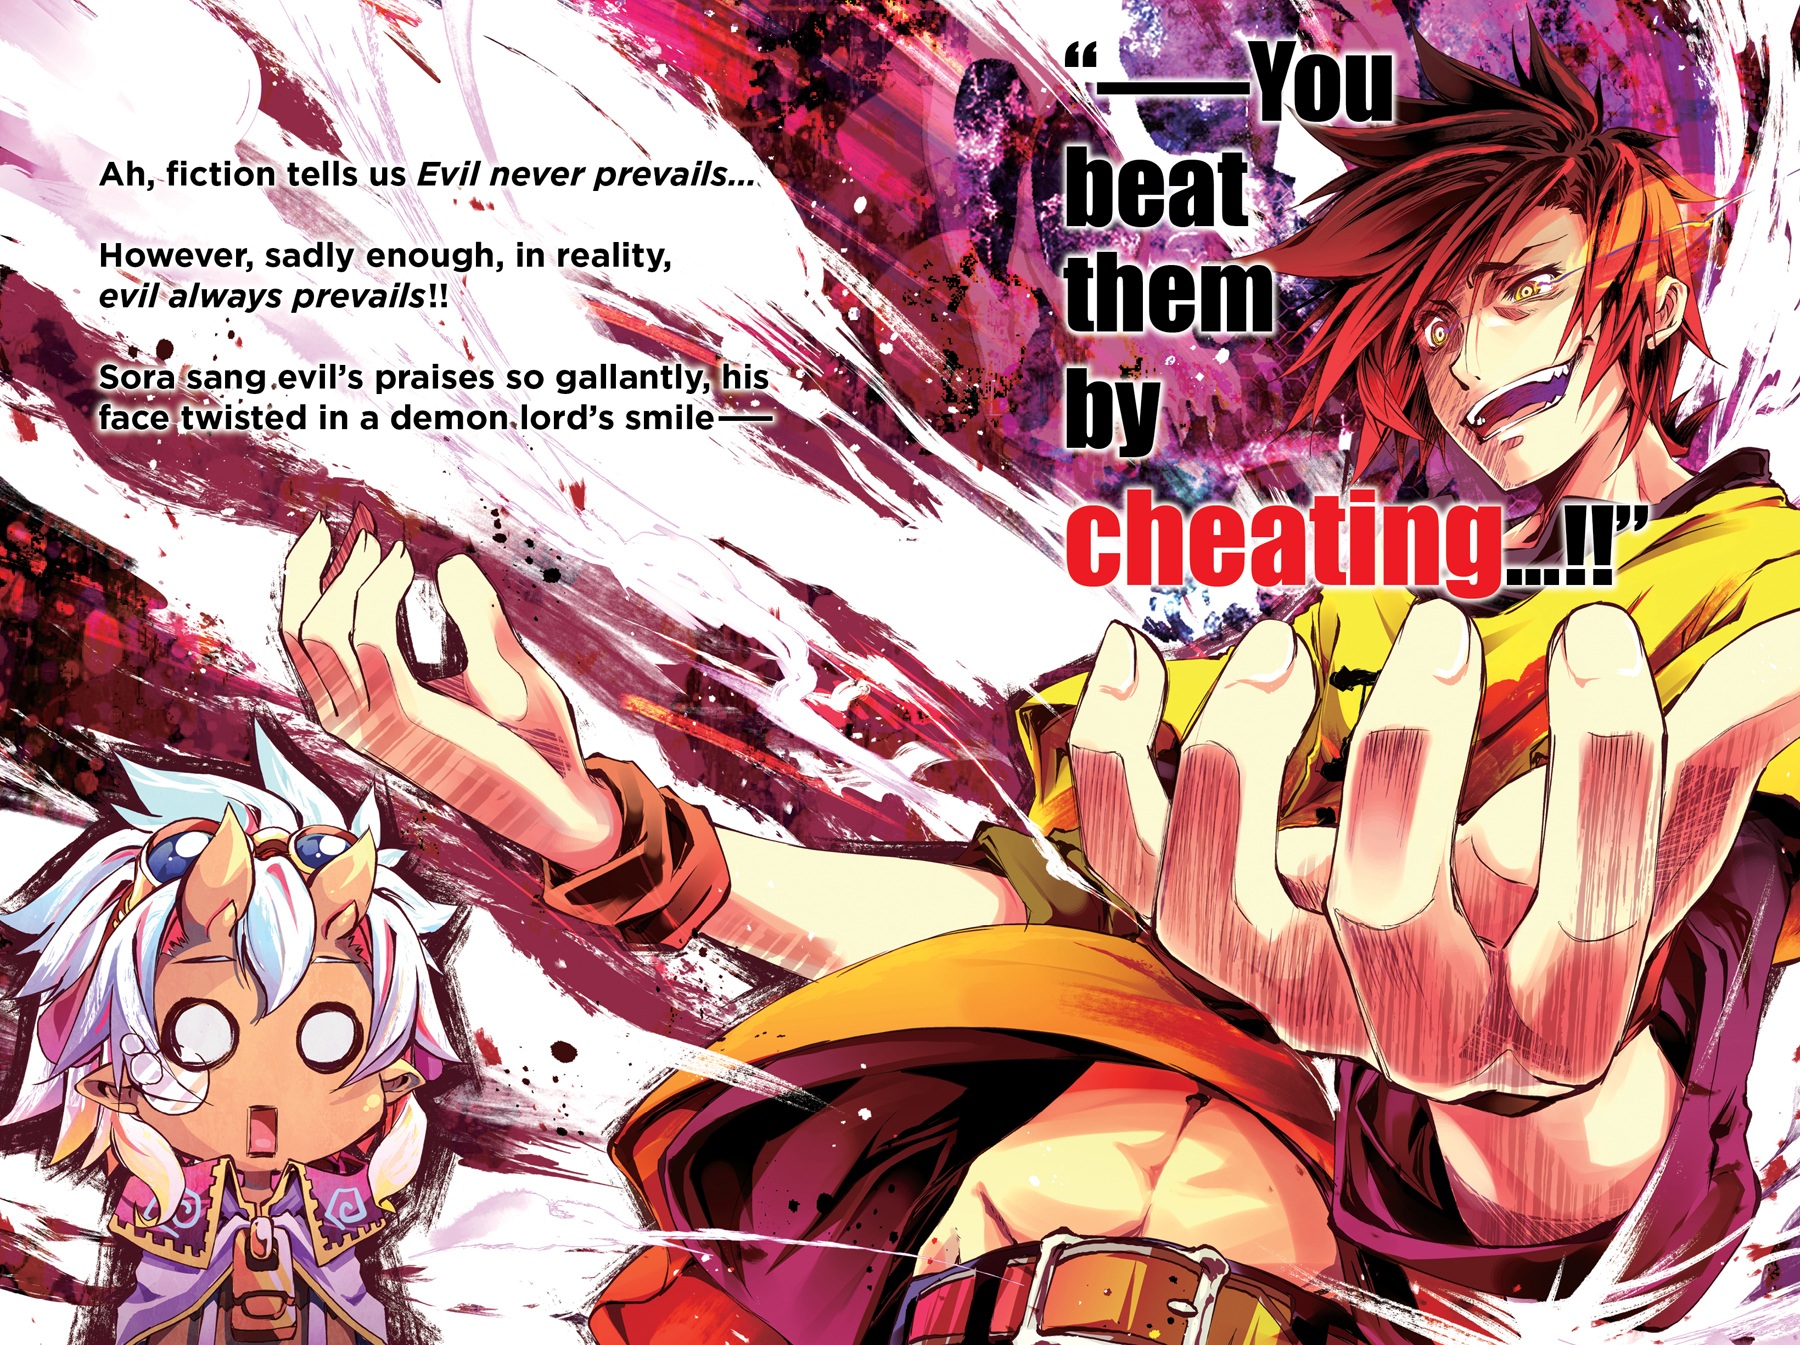 Ah, fiction tells us Evil never prevails...
However, sadly enough, in reality,
evil always prevails!!
Sora sang evil’s praises so gallantly, his
face twisted in a demon lord’s smile——
“——You
beat
them
by
cheating...!!”